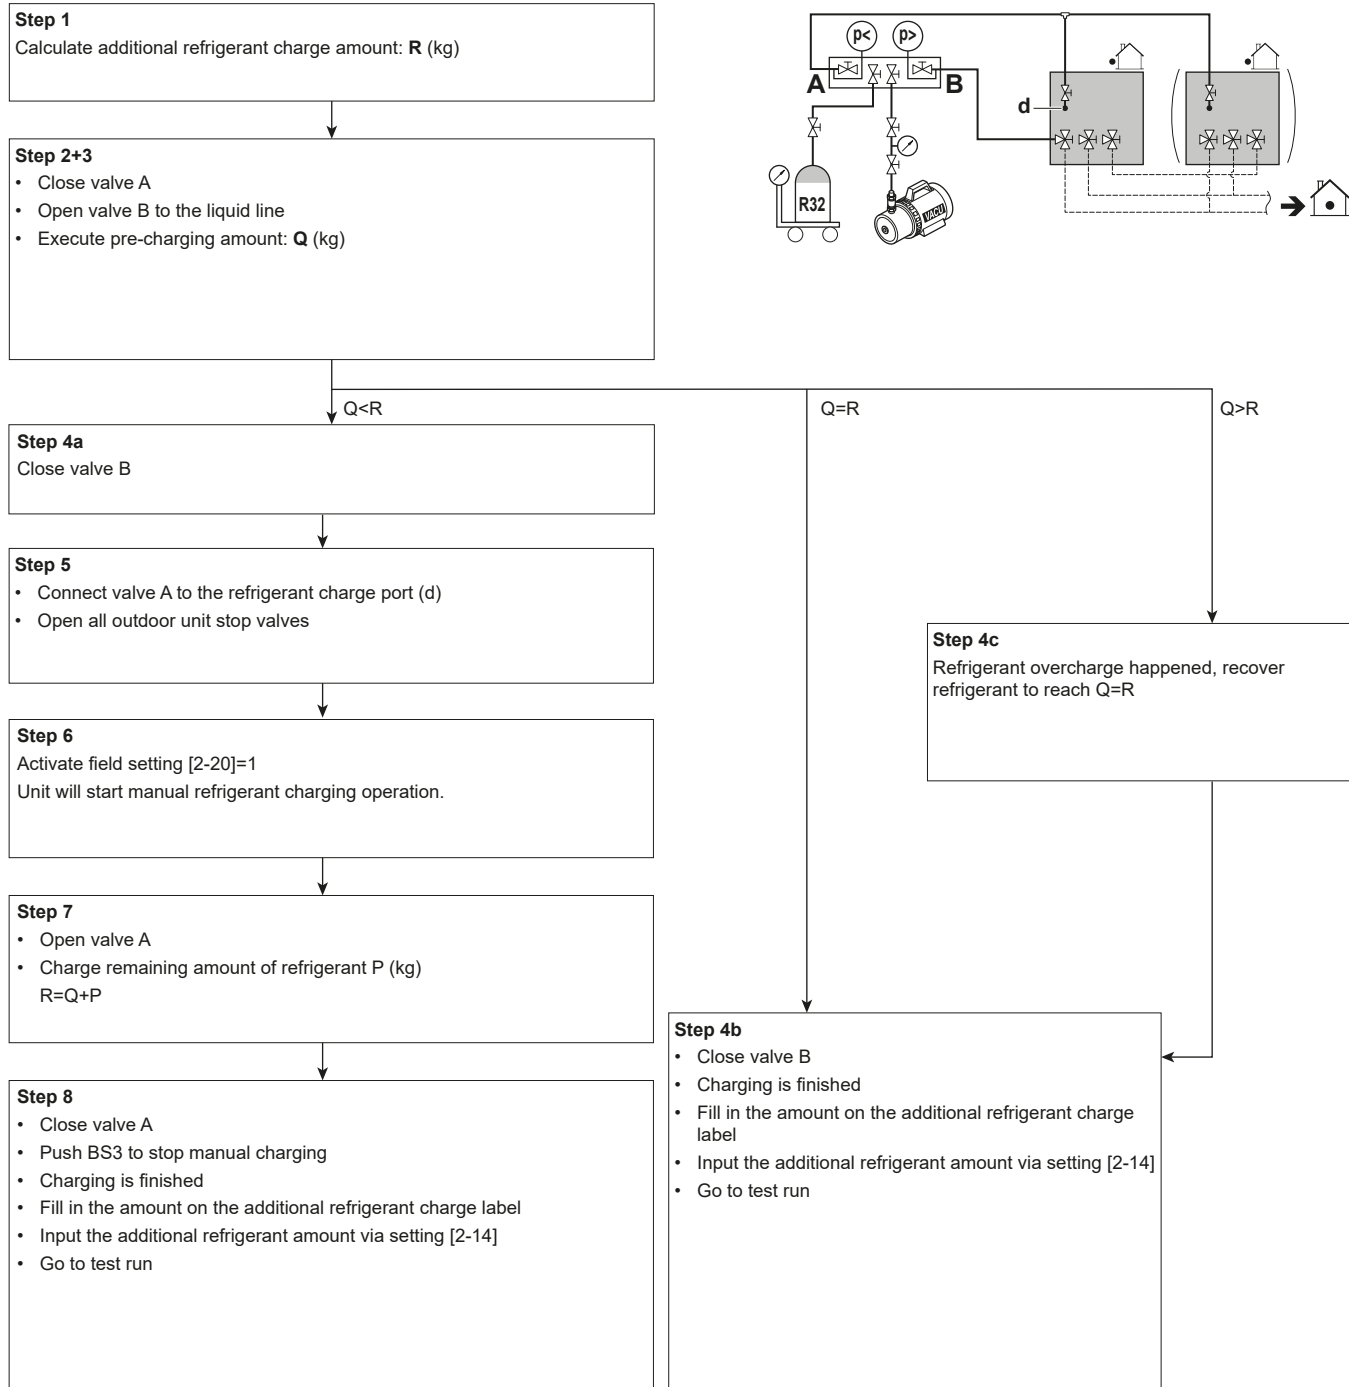 Step 1
Calculate additional refrigerant charge amount: R (kg)
p<
p>
A
B
d
R32
VACU
Step 2+3
• Close valve A
• Open valve B to the liquid line
• Execute pre-charging amount: Q (kg)
Q<R
Q=R
Q>R
Step 4a
Close valve B
Step 5
• Connect valve A to the refrigerant charge port (d)
• Open all outdoor unit stop valves
Step 4c
Refrigerant overcharge happened, recover
refrigerant to reach Q=R
Step 6
Activate field setting [2-20]=1
Unit will start manual refrigerant charging operation.
Step 7
• Open valve A
• Charge remaining amount of refrigerant P (kg)
R=Q+P
Step 4b
• Close valve B
• Charging is finished
• Fill in the amount on the additional refrigerant charge
label
• Input the additional refrigerant amount via setting [2-14]
• Go to test run
Step 8
• Close valve A
• Push BS3 to stop manual charging
• Charging is finished
• Fill in the amount on the additional refrigerant charge label
• Input the additional refrigerant amount via setting [2-14]
• Go to test run